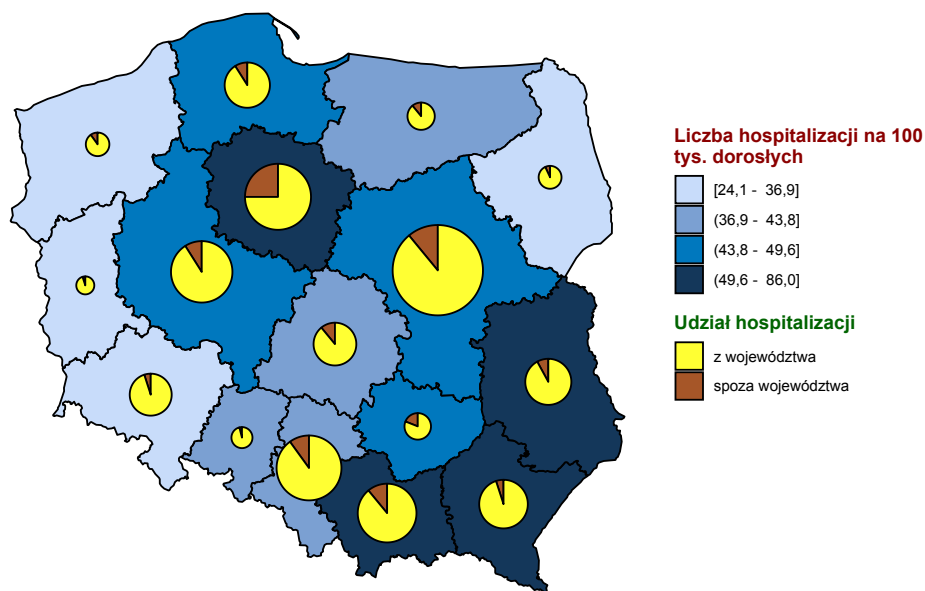 Liczba hospitalizacji na 100
tys. dorosłych
[24,1 - 36,9]
(36,9 - 43,8]
(43,8 - 49,6]
(49,6 - 86,0]
Udział hospitalizacji
z województwa
spoza województwa